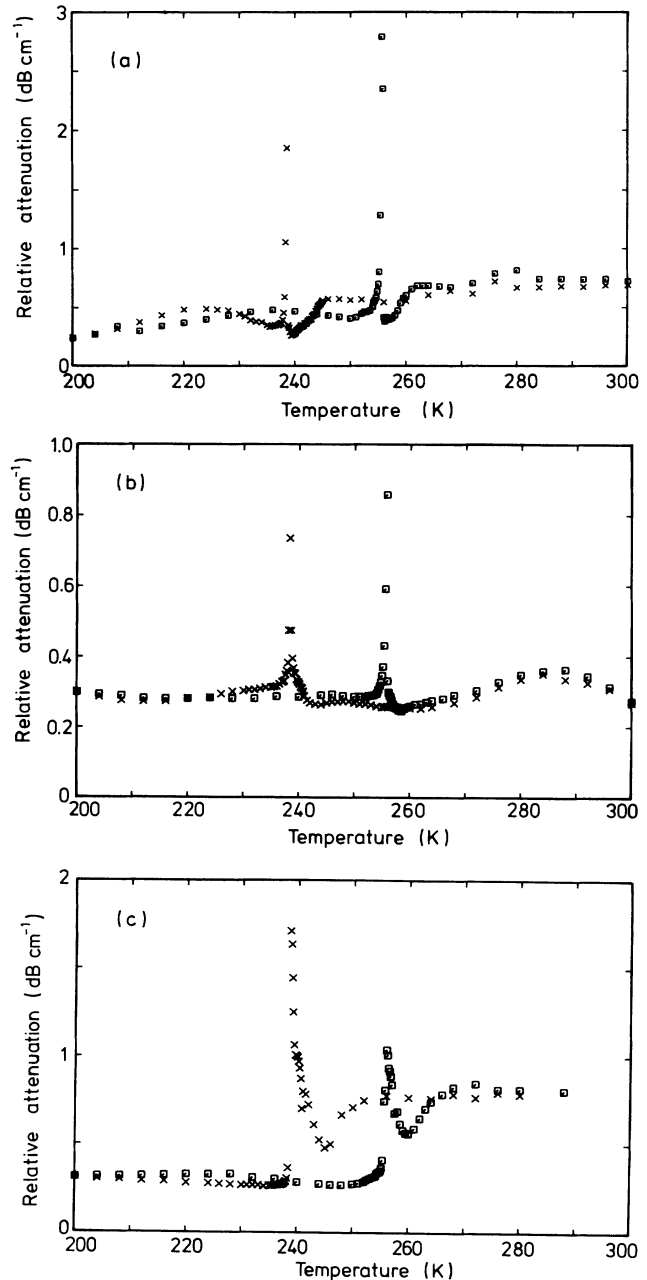 (a)
Relative attenuation (dB cm⁻¹)
3
2
1
0
200 220 240 260 280 300
Temperature (K)
(b)
Relative attenuation (dB cm⁻¹)
1.0
0.8
0.6
0.4
0.2
0
200 220 240 260 280 300
Temperature (K)
(c)
Relative attenuation (dB cm⁻¹)
2
1
0
200 220 240 260 280 300
Temperature (K)